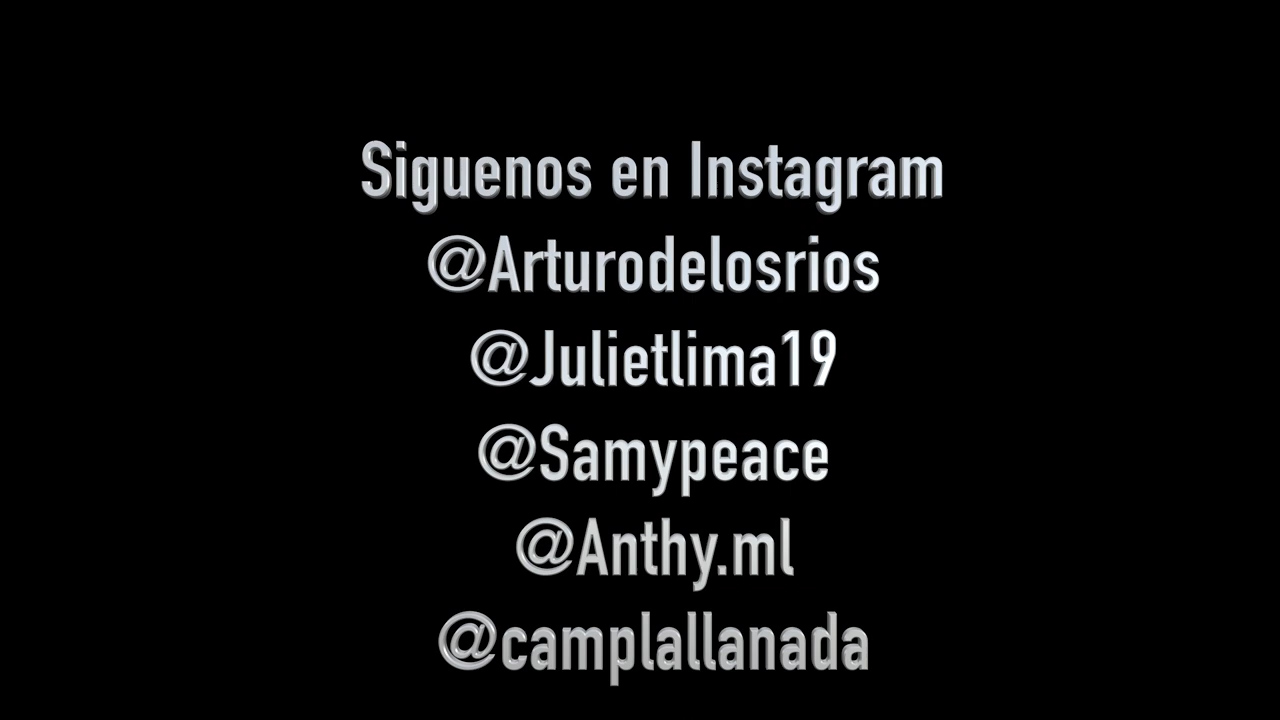 Siguenos en Instagram
@Arturodelosrios
@Julietlima19
@Samypeace
@Anthy.ml
@camplallanada